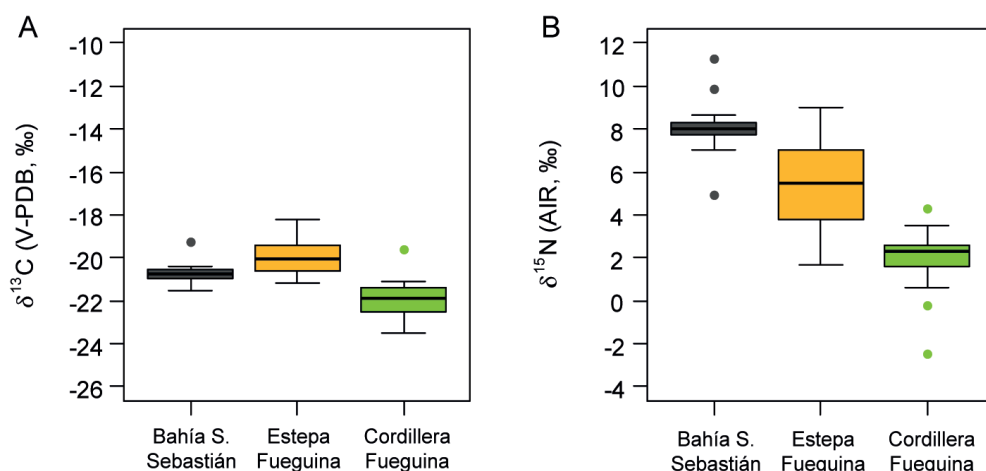 A
-10
-12
-14
-16
-18
-20
-22
-24
-26
δ13C (V-PDB, ‰)
Bahía S.
Sebastián
Estepa
Fueguina
Cordillera
Fueguina
B
12
10
8
6
4
2
0
-2
-4
δ15N (AIR, ‰)
Bahía S.
Sebastián
Estepa
Fueguina
Cordillera
Fueguina